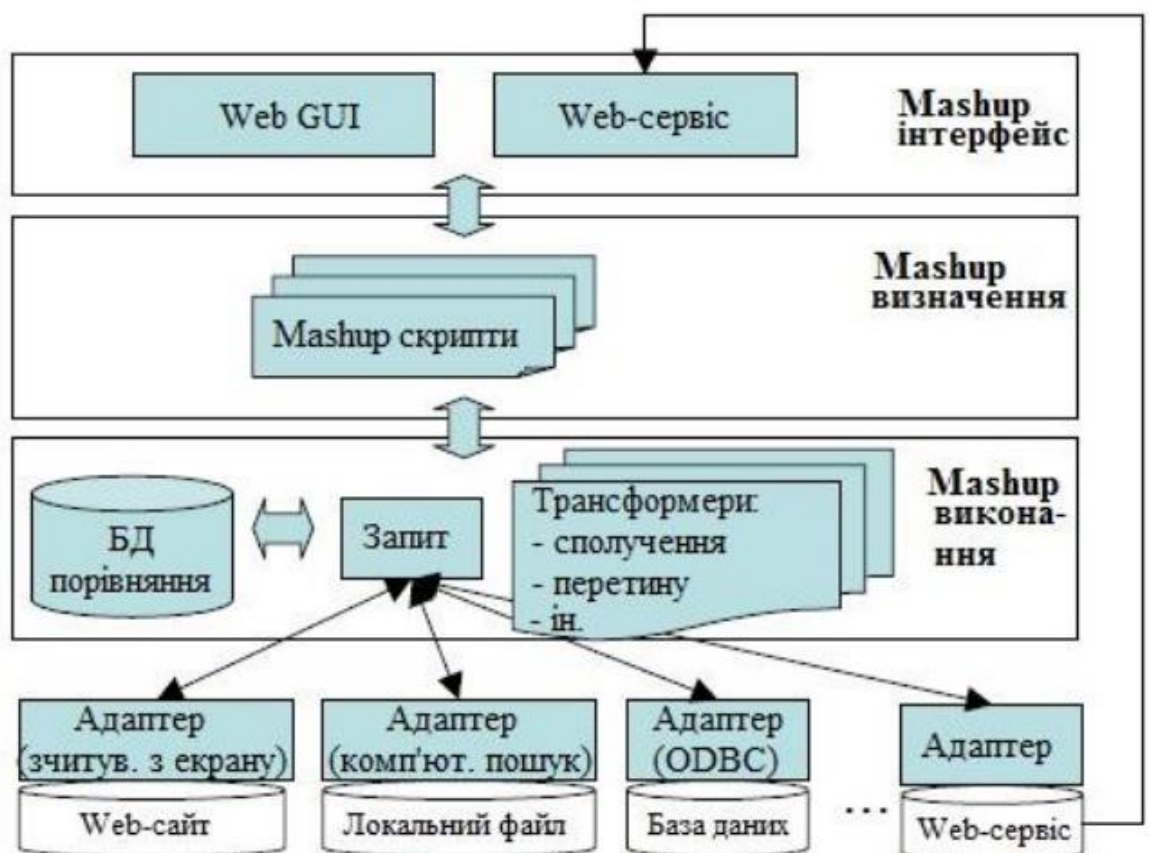 Web GUI
Web-сервіс
Mashup
інтерфейс
Mashup
визначення
Mashup скрипти
Mashup
викона-
ння
БД
порівняння
Запит
Трансформери:
- сполучення
- перетину
- ін.
Адаптер
(зчитув. з екрану)
Web-сайт
Адаптер
(комп'ют. пошук)
Локальний файл
Адаптер
(ODBC)
База даних
...
Адаптер
Web-сервіс